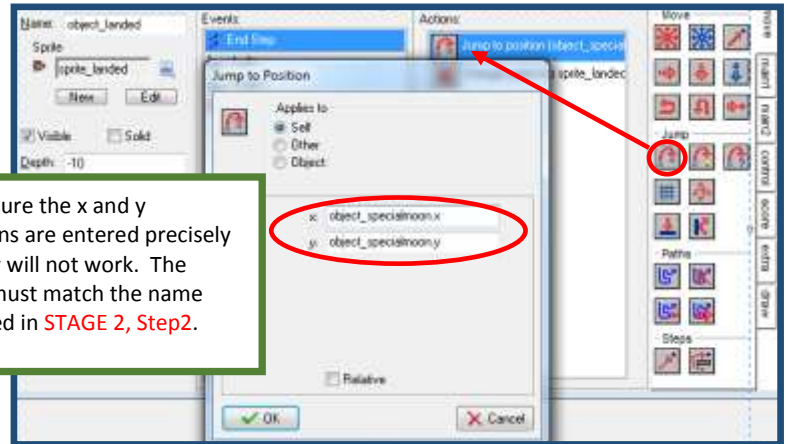 Name: object_landed
Sprite
sprite_landed
New Edit
Visible Solid
Depth: -10
Events:
End Step
Actions:
Jump to position (object_specia
sprite_landed
Jump to Position
Applies to
Self
Other
Object
x: object_specialmoon.x
y: object_specialmoon.y
Relative
OK Cancel
ure the x and y
ns are entered precisely
will not work. The
must match the name
ed in STAGE 2, Step2.
Move
Jump
Paths
Steps
move
main1
main2
control
score
extra
draw